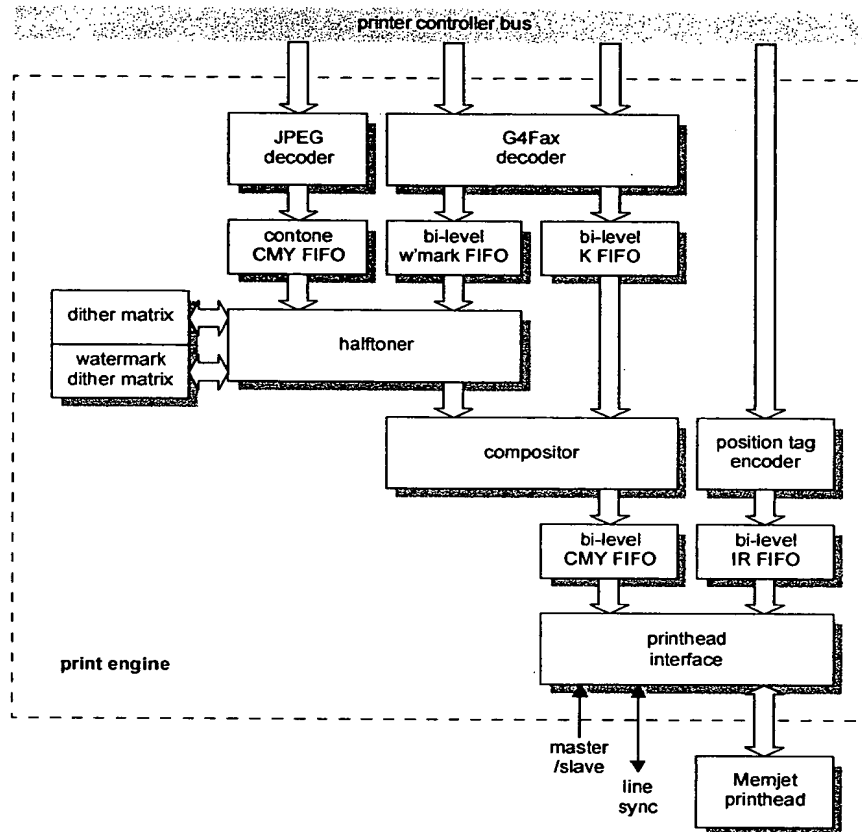 printer controller bus
JPEG
decoder
G4Fax
decoder
contone
CMY FIFO
bi-level
w'mark FIFO
bi-level
K FIFO
dither matrix
watermark
dither matrix
halftoner
compositor
position tag
encoder
bi-level
CMY FIFO
bi-level
IR FIFO
printhead
interface
print engine
master
/slave
line
sync
Memjet
printhead